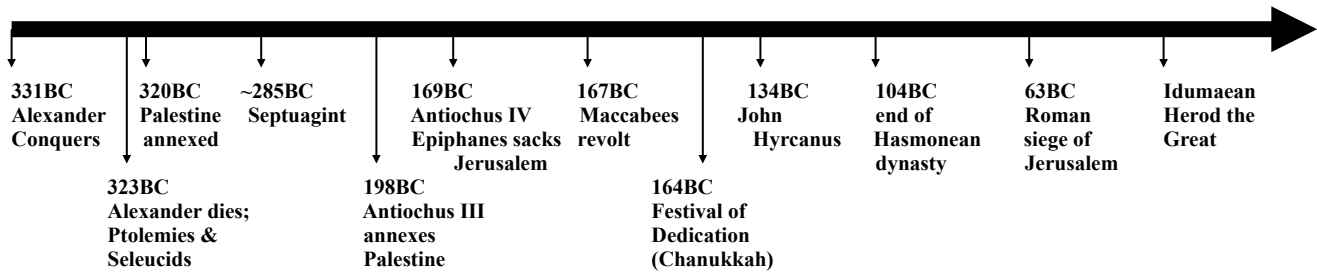 331BC
Alexander
Conquers
323BC
Alexander dies;
Ptolemies &
Seleucids
320BC
Palestine
annexed
~285BC
Septuagint
198BC
Antiochus III
annexes
Palestine
169BC
Antiochus IV
Epiphanes sacks
Jerusalem
167BC
Maccabees
revolt
164BC
Festival of
Dedication
(Chanukkah)
134BC
John
Hyrcanus
104BC
end of
Hasmonean
dynasty
63BC
Roman
siege of
Jerusalem
Idumaean
Herod the
Great